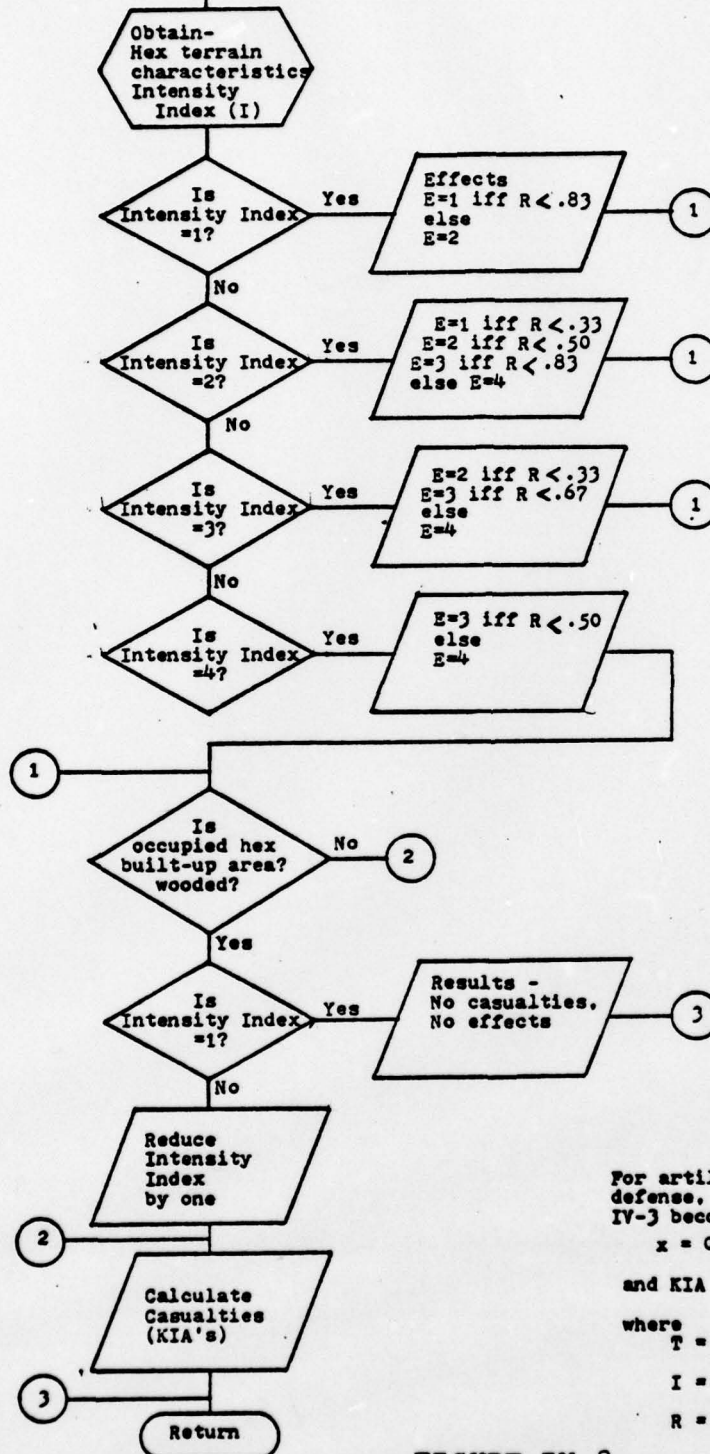 Obtain-
Hex terrain
characteristics
Intensity
Index (I)
Is
Intensity Index
=1?
Yes
Effects
E=1 iff R < .83
else
E=2
1
No
Is
Intensity Index
=2?
Yes
E=1 iff R < .33
E=2 iff R < .50
E=3 iff R < .83
else E=4
1
No
Is
Intensity Index
=3?
Yes
E=2 iff R < .33
E=3 iff R < .67
else
E=4
1
No
Is
Intensity Index
=4?
Yes
E=3 iff R < .50
else
E=4
1
Is
occupied hex
built-up area?
wooded?
No
2
Yes
Is
Intensity Index
=1?
Yes
Results -
No casualties,
No effects
3
No
Reduce
Intensity
Index
by one
2
Calculate
Casualties
(KIA's)
3
Return
For artil
defense,
IV-3 beco
x =
and KIA
where
T =
I =
R =